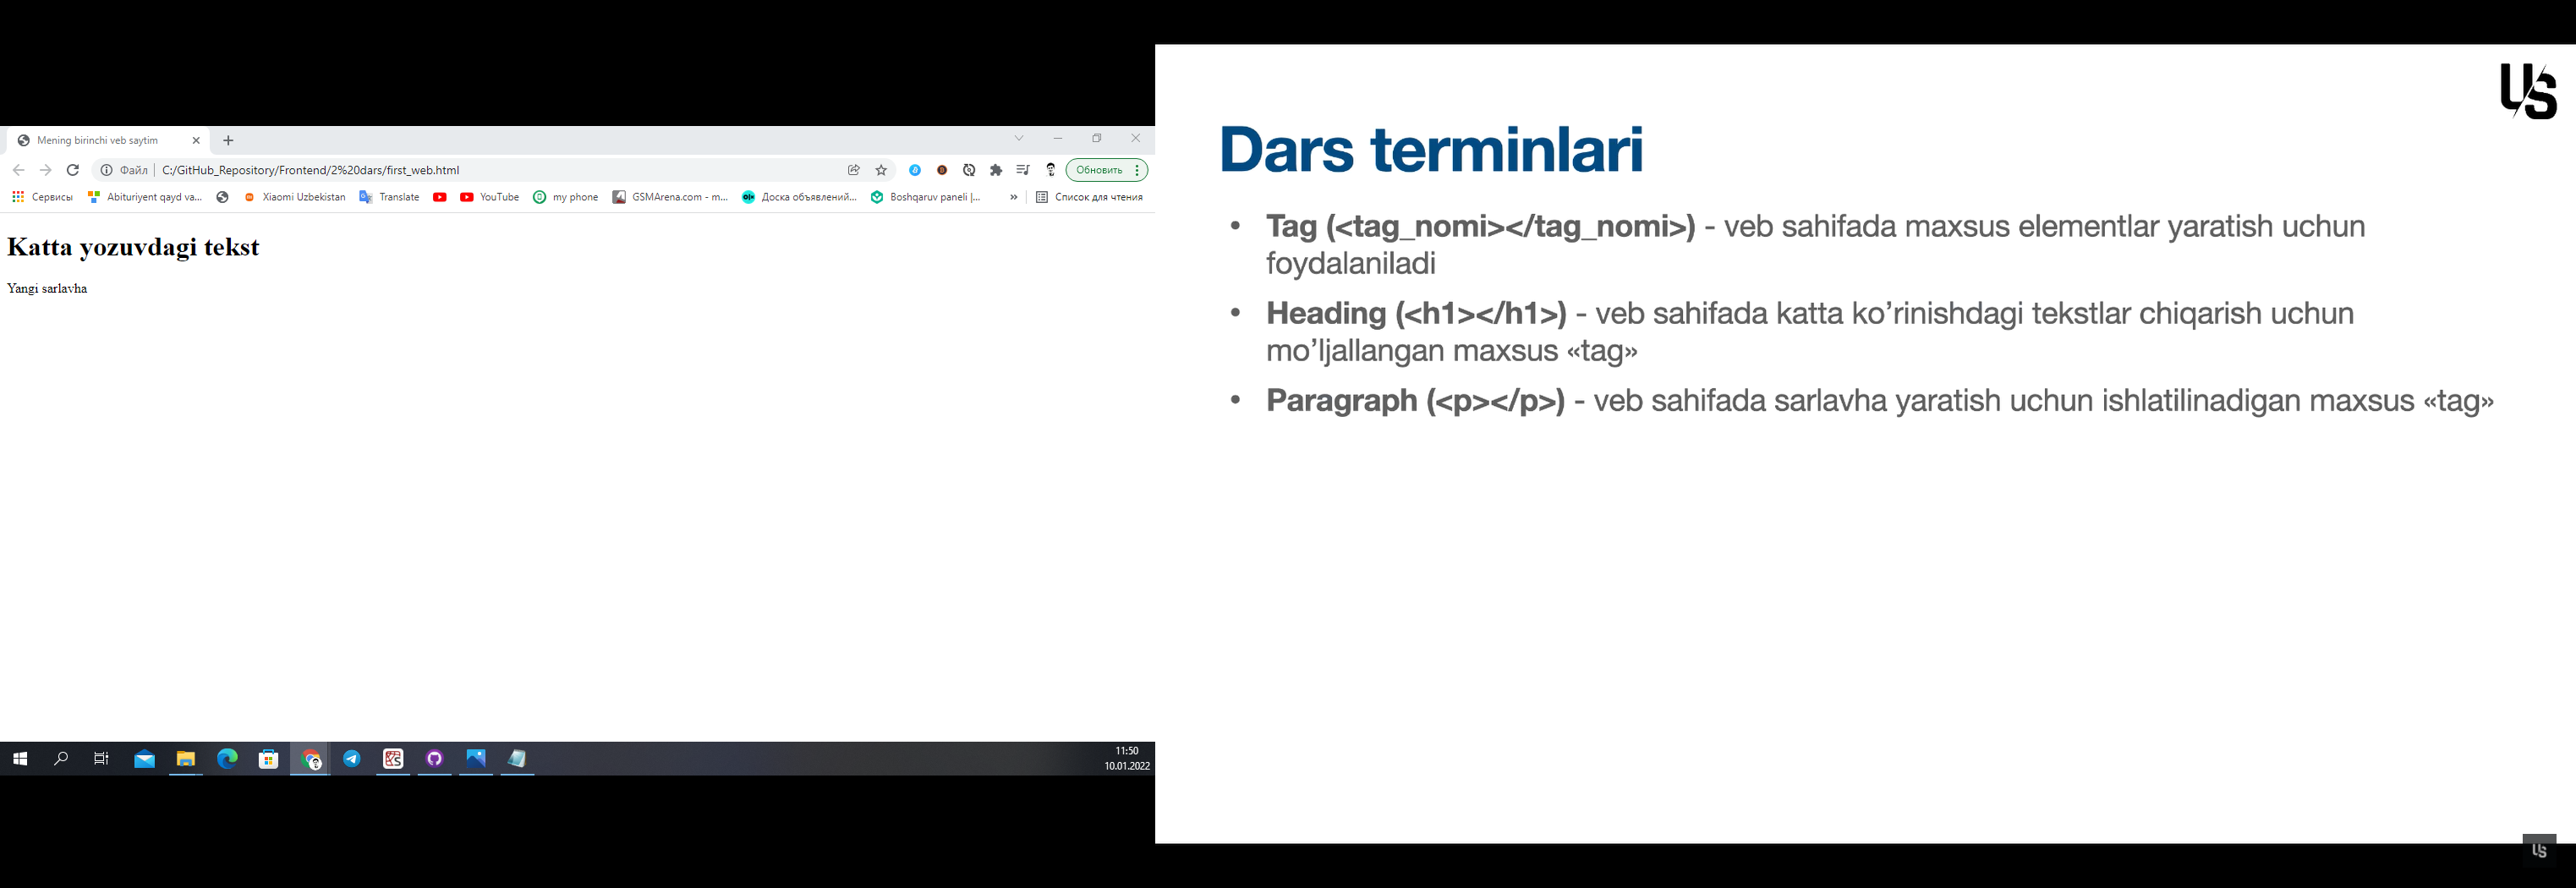 Mening birinchi veb saytim
Файл
C:/GitHub_Repository/Frontend/2%20dars/first_web.html
Обновить
Сервисы
Abituriyent qayd va...
Xiaomi Uzbekistan
Translate
YouTube
my phone
GSMArena.com - m...
Доска объявлений...
Boshqaruv paneli |...
»
Список для чтения
Katta yozuvdagi tekst
Yangi sarlavha
11:50
10.01.2022
US
Dars terminlari
• Tag (<tag_nomi></tag_nomi>) - veb sahifada maxsus elementlar yaratish uchun
foydalaniladi
• Heading (<h1></h1>) - veb sahifada katta ko’rinishdagi tekstlar chiqarish uchun
mo’ljallangan maxsus «tag»
• Paragraph (<p></p>) - veb sahifada sarlavha yaratish uchun ishlatilinadigan maxsus «tag»
US